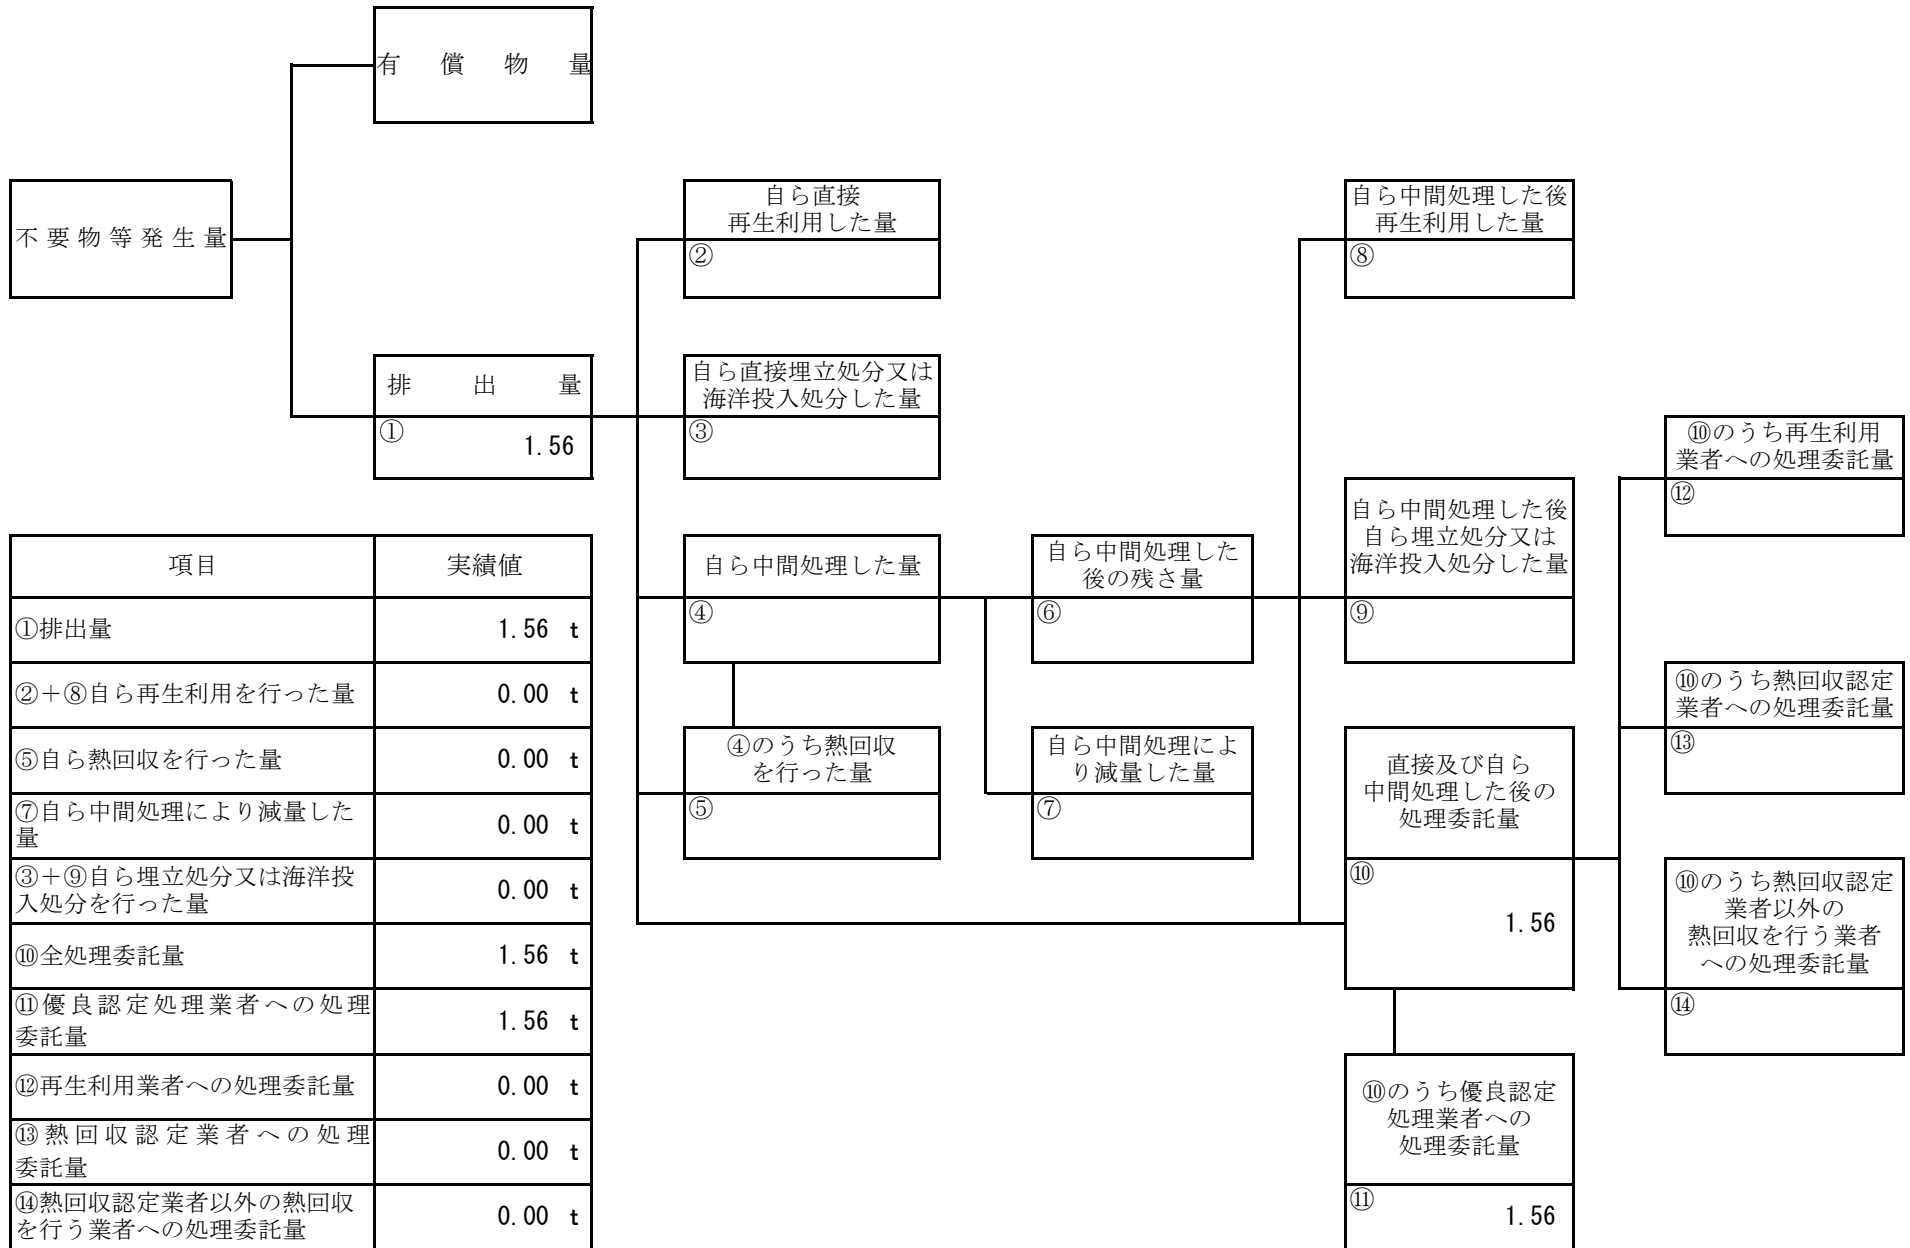 有償物量
不要物等発生量
排出量
①
1.56
自ら直接
再生利用した量
②
自ら直接埋立処分又は
海洋投入処分した量
③
自ら中間処理した量
④
④のうち熱回収
を行った量
⑤
自ら中間処理した
後の残さ量
⑥
自ら中間処理によ
り減量した量
⑦
自ら中間処理した後
再生利用した量
⑧
自ら中間処理した後
自ら埋立処分又は
海洋投入処分した量
⑨
直接及び自ら
中間処理した後の
処理委託量
⑩
1.56
⑩のうち優良認定
処理業者への
処理委託量
⑪
1.56
⑩のうち再生利用
業者への処理委託量
⑫
⑩のうち熱回収認定
業者への処理委託量
⑬
⑩のうち熱回収認定
業者以外の
熱回収を行う業者
への処理委託量
⑭
項目 実績値
①排出量 1.56 t
②+⑧自ら再生利用を行った量 0.00 t
⑤自ら熱回収を行った量 0.00 t
⑦自ら中間処理により減量した
量 0.00 t
③+⑨自ら埋立処分又は海洋投
入処分を行った量 0.00 t
⑩全処理委託量 1.56 t
⑪優良認定処理業者への処理
委託量 1.56 t
⑫再生利用業者への処理委託量 0.00 t
⑬熱回収認定業者への処理
委託量 0.00 t
⑭熱回収認定業者以外の熱回収
を行う業者への処理委託量 0.00 t